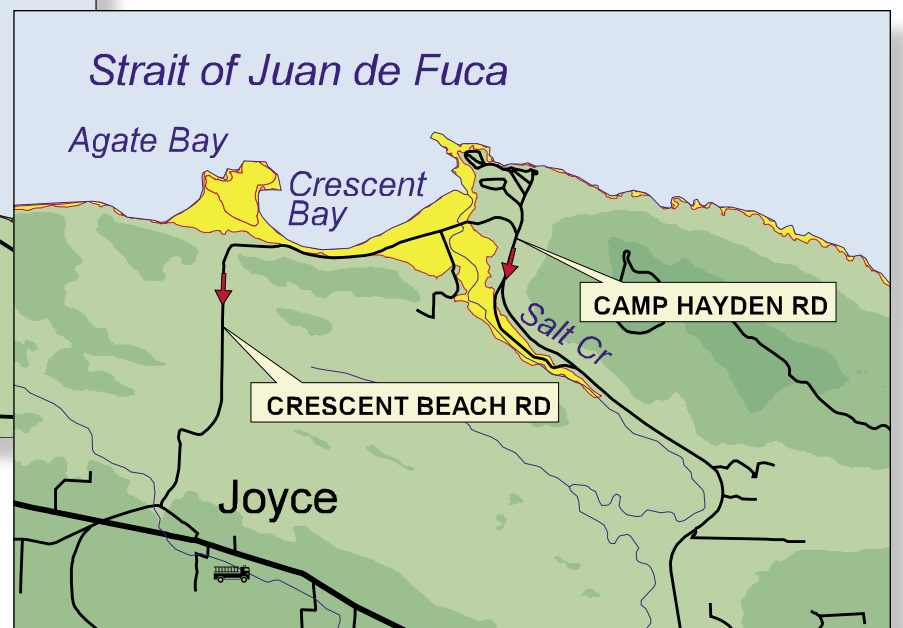 Strait of Juan de Fuca
Agate Bay
Crescent
Bay
CAMP HAYDEN RD
Salt Cr
CRESCENT BEACH RD
Joyce